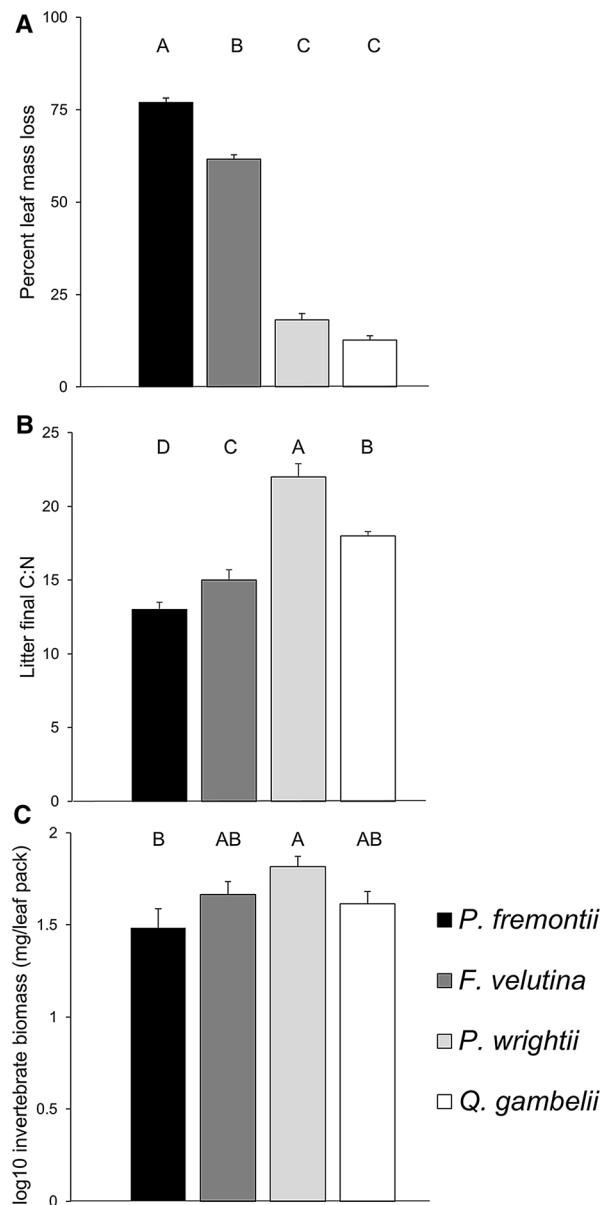 A
100
A B C C
75
50
25
0
Percent leaf mass loss
B
25
D C A B
20
15
10
5
0
Litter final C:N
C
2
B AB A AB
1.5
1
0.5
0
log10 invertebrate biomass (mg/leaf pack)
P. fremontii
F. velutina
P. wrightii
Q. gambelii